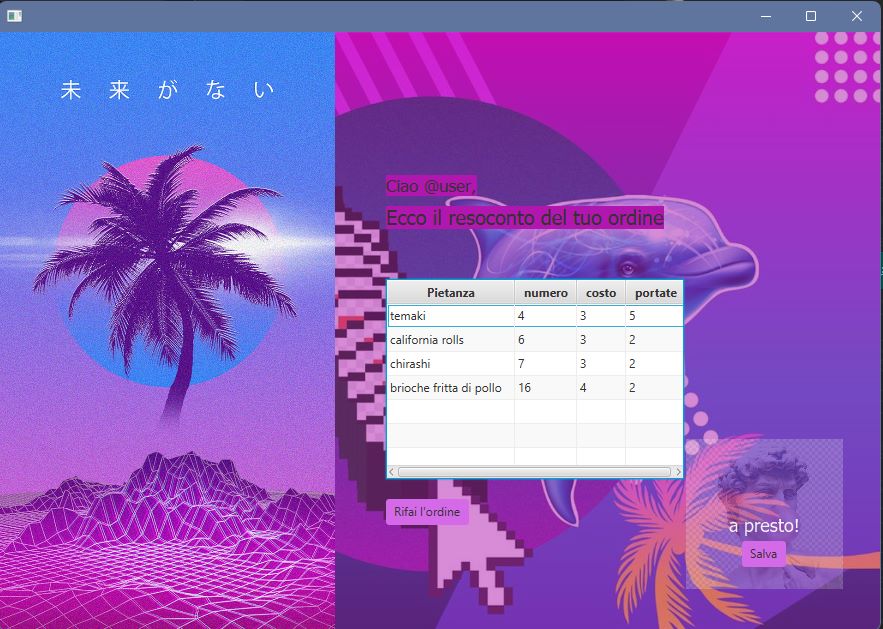 未来がない
Ciao @user,
Ecco il resoconto del tuo ordine
Pietanza numero costo portate
temaki 4 3 5
california rolls 6 3 2
chirashi 7 3 2
brioche fritta di pollo 16 4 2
Rifai l'ordine
a presto!
Salva